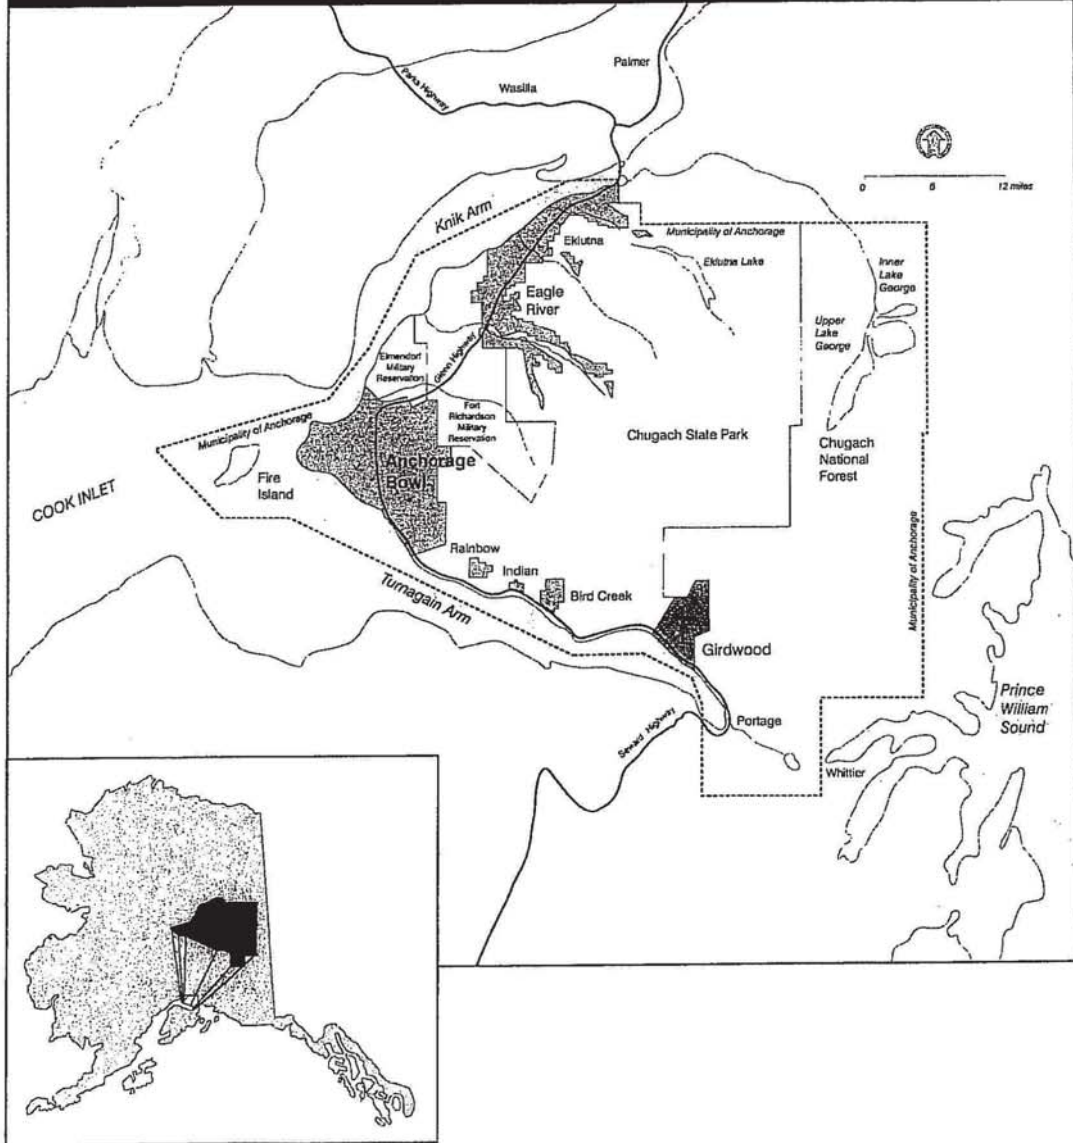 Palmer
Parks Highway
Wasilla
0 6 12 miles
Knik Arm
Municipality of Anchorage
Eklutna
Eklutna Lake
Inner
Lake
George
Eagle
River
Upper
Lake
George
Glenn Highway
Elmendorf
Military
Reservation
Fort
Richardson
Military
Reservation
Municipality of Anchorage
Chugach State Park
Chugach
National
Forest
Anchorage
Bowl
Fire
Island
COOK INLET
Municipality of Anchorage
Rainbow
Indian
Bird Creek
Turnagain Arm
Girdwood
Prince
William
Sound
Portage
Seward Highway
Whittier